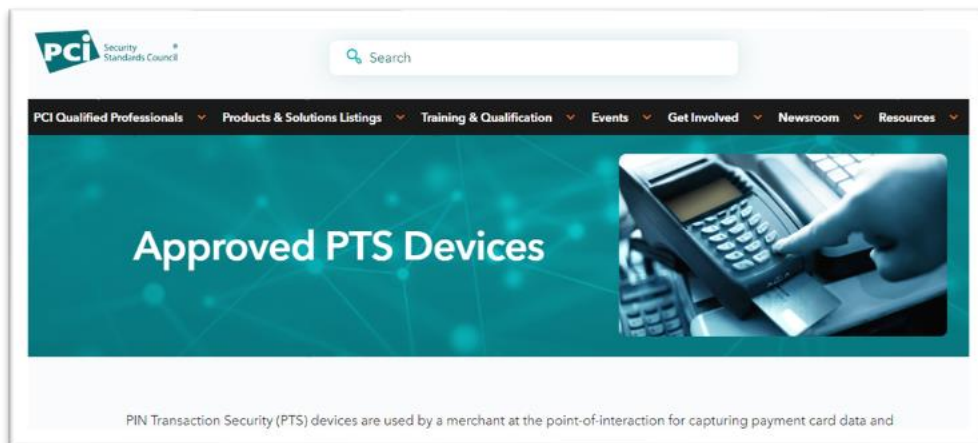 PCi Security
Standards Council
Search
PCI Qualified Professionals Products & Solutions Listings Training & Qualification Events Get Involved Newsroom Resources
Approved PTS Devices
PIN Transaction Security (PTS) devices are used by a merchant at the point-of-interaction for capturing payment card data and